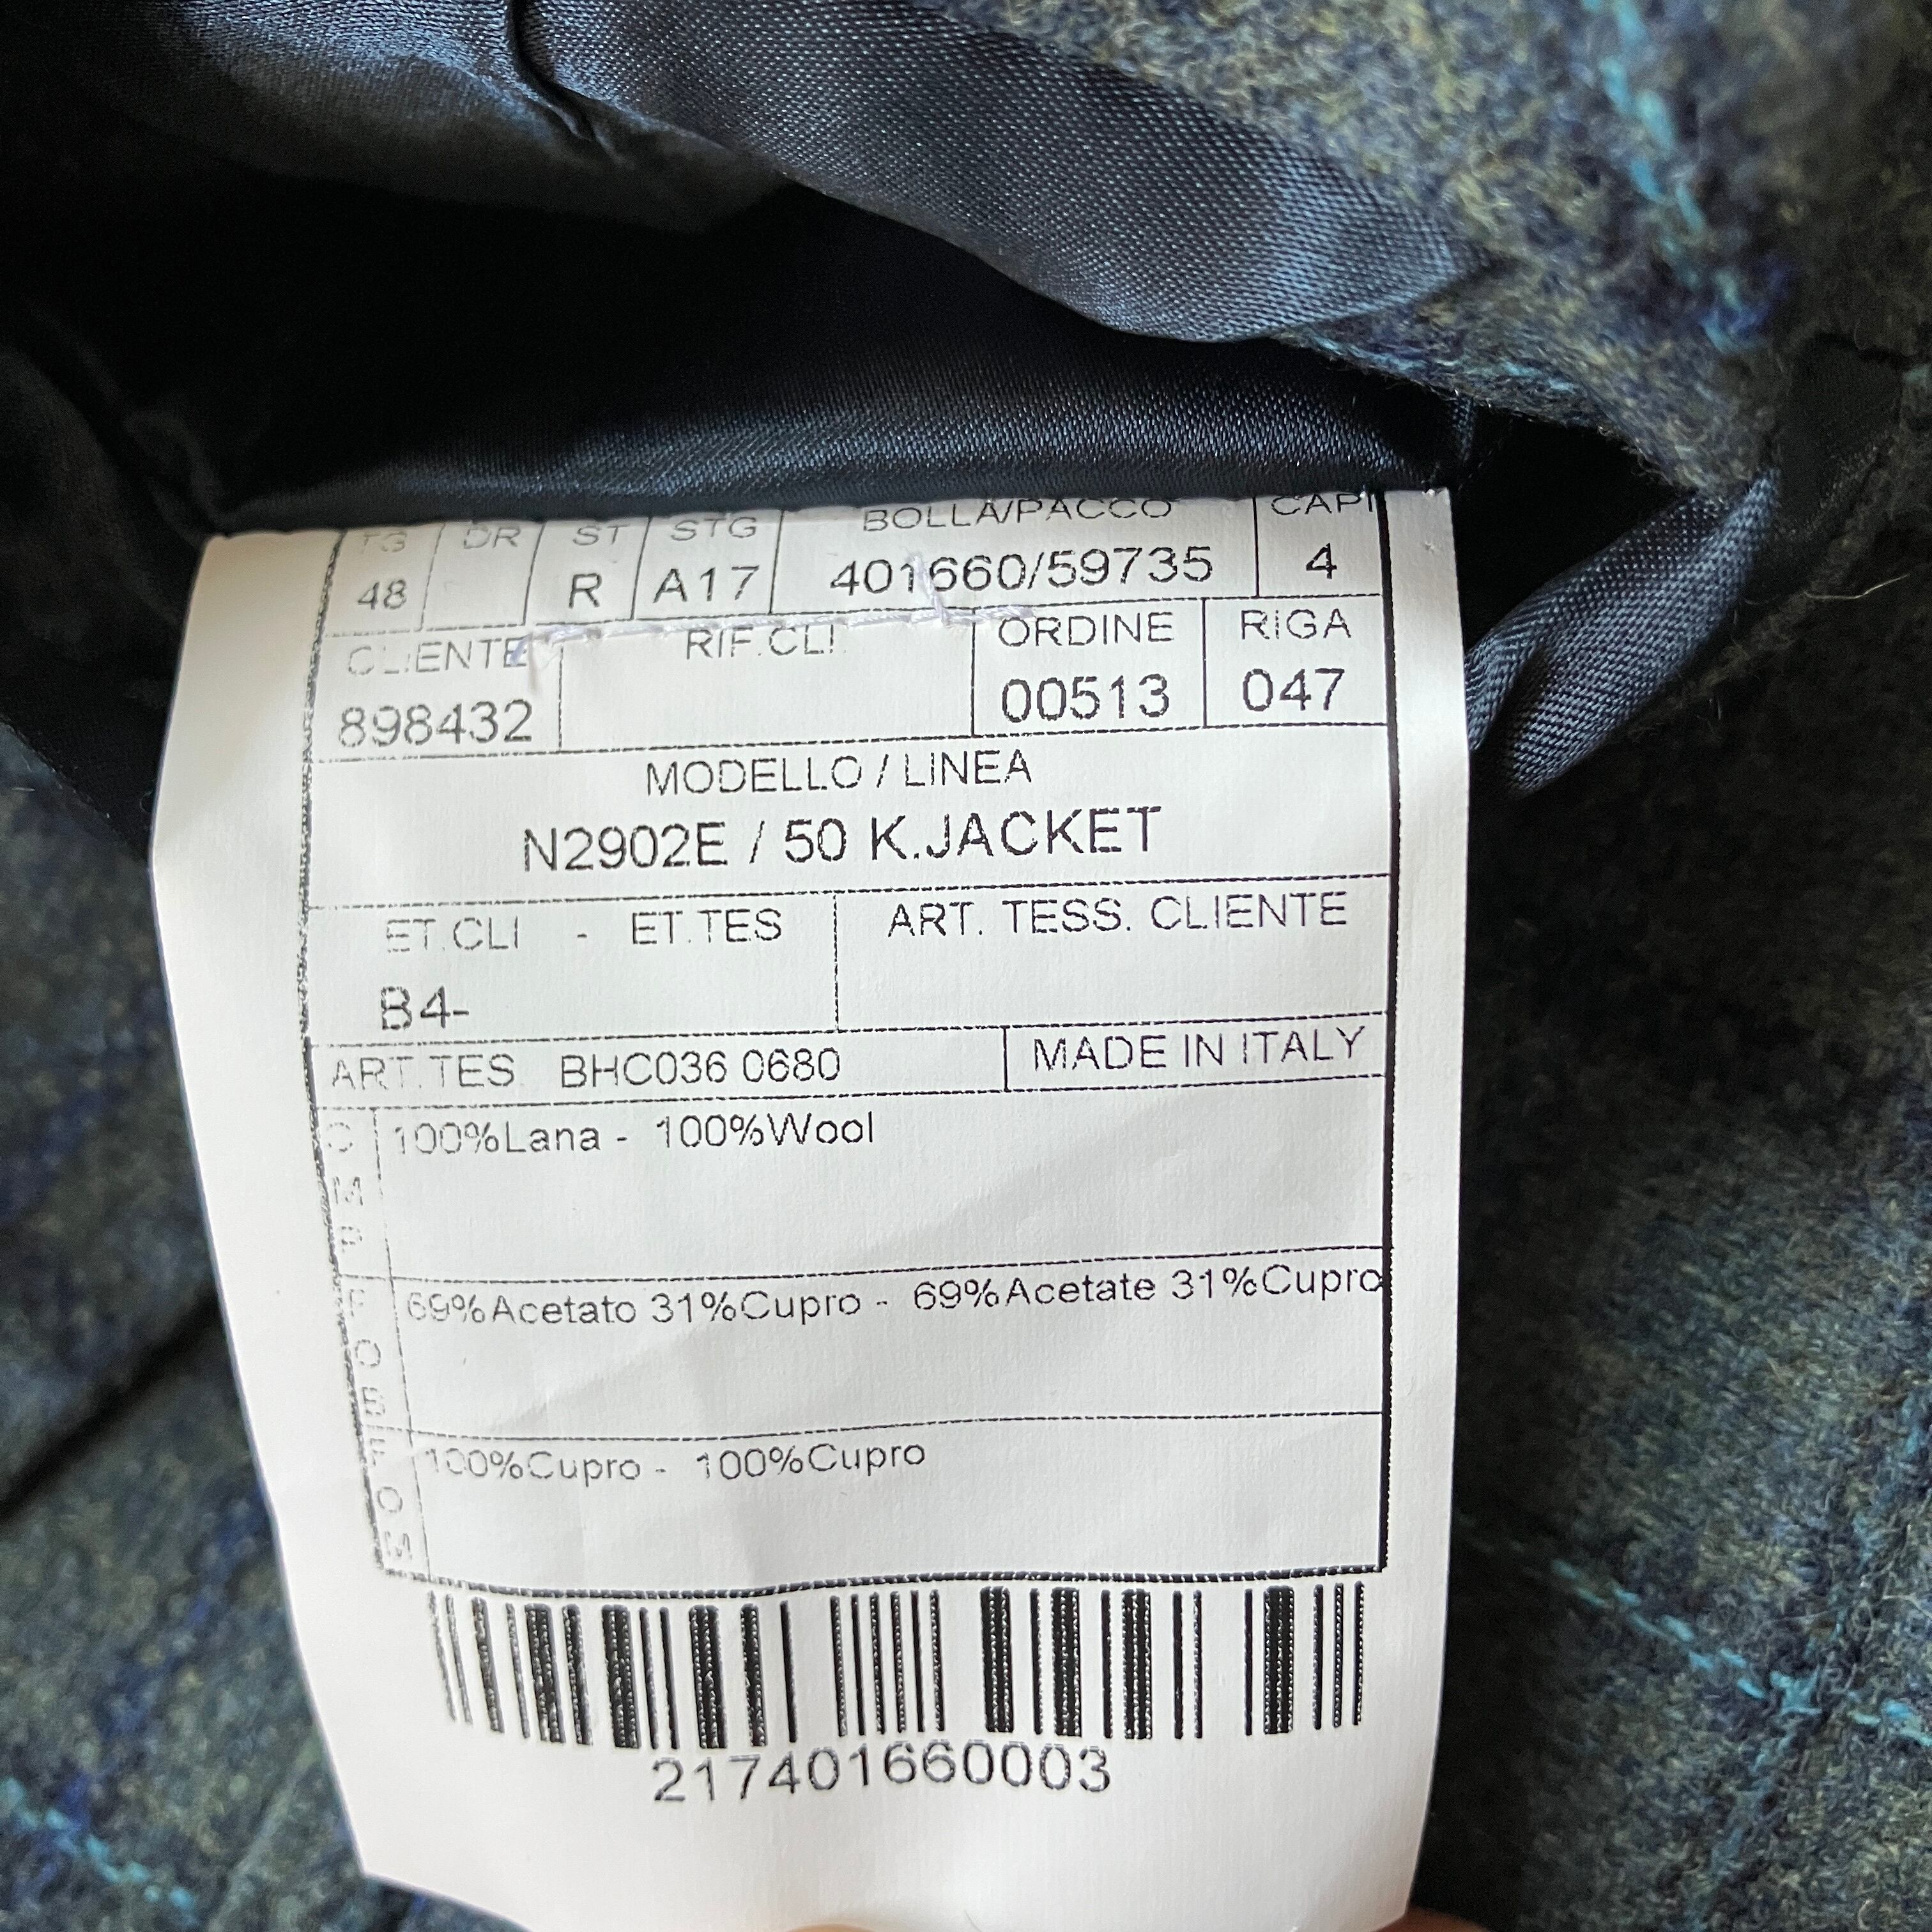 TG DR ST STG BOLLA/PACCO CAPI
48 R A17 401660/59735 4
CLIENTE RIF.CLI. ORDINE RIGA
898432 00513 047
MODELLO / LINEA
N2902E / 50 K.JACKET
ET.CLI - ET.TES ART. TESS. CLIENTE
B4-
ART.TES. BHC036 0680 MADE IN ITALY
100%Lana - 100%Wool
69%Acetato 31%Cupro - 69%Acetate 31%Cupro
100%Cupro - 100%Cupro
217401660003